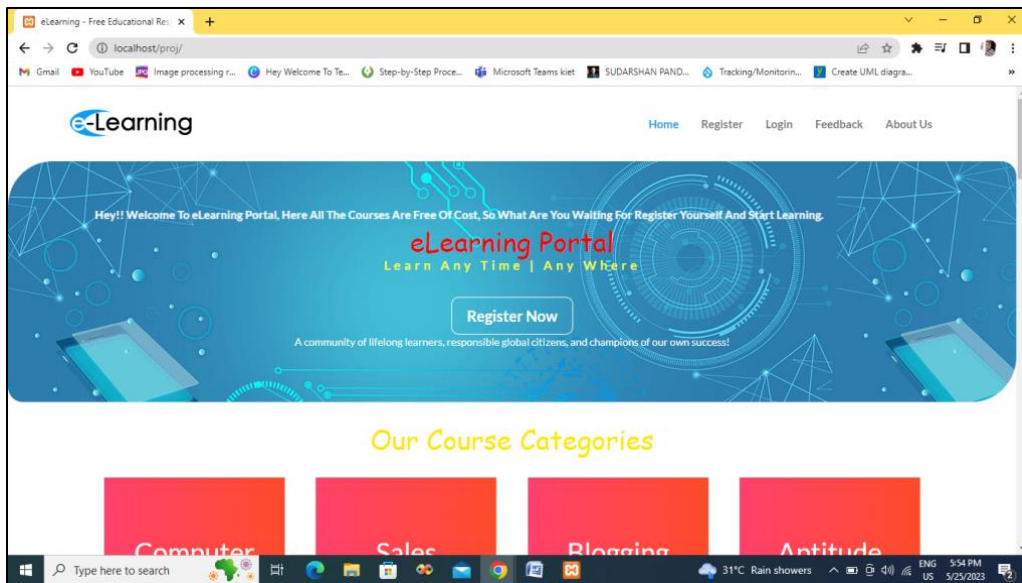 eLearning - Free Educational Res
localhost/proj/
Gmail YouTube Image processing r... Hey Welcome To Te... Step-by-Step Proce... Microsoft Teams kiet SUDARSHAN PAND... Tracking/Monitorin... Create UML diagra...
e-Learning
Home Register Login Feedback About Us
Hey!! Welcome To eLearning Portal, Here All The Courses Are Free Of Cost, So What Are You Waiting For Register Yourself And Start Learning.
eLearning Portal
Learn Any Time | Any Where
Register Now
A community of lifelong learners, responsible global citizens, and champions of our own success!
Our Course Categories
Computer Sales Blogging Aptitude
Type here to search 31°C Rain showers ENG 5:54 PM
US 5/25/2023 2